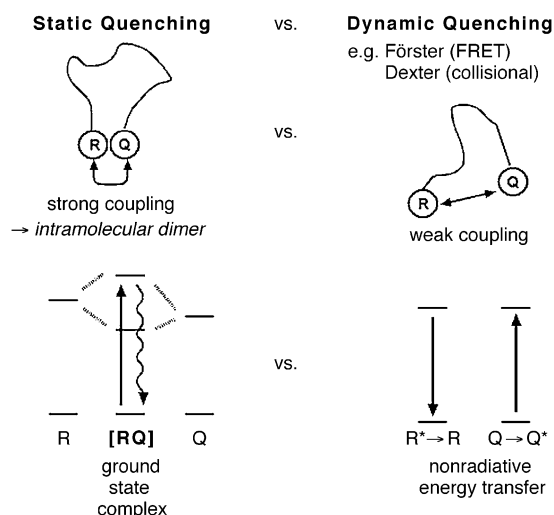 Static Quenching vs. Dynamic Quenching
e.g. Förster (FRET)
Dexter (collisional)
vs.
R Q
R Q
strong coupling
→ intramolecular dimer
weak coupling
vs.
R [RQ] Q
R*→R Q→Q*
ground
state
complex
nonradiative
energy transfer